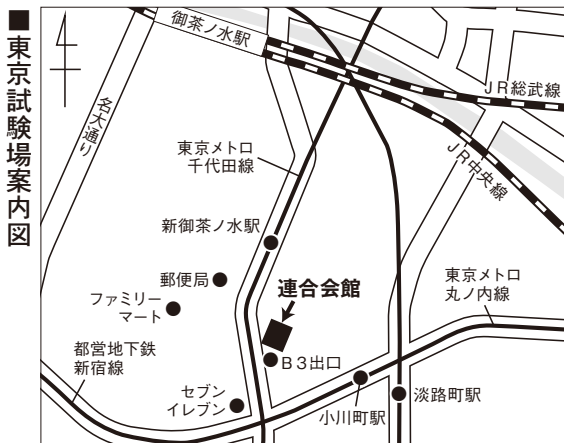 ■東京試験場案内図
御茶ノ水駅
JR総武線
JR中央線
名大通り
東京メトロ
千代田線
新御茶ノ水駅
郵便局
ファミリー
マート
連合会館
東京メトロ
丸ノ内線
都営地下鉄
新宿線
B3出口
セブン
イレブン
小川町駅
淡路町駅